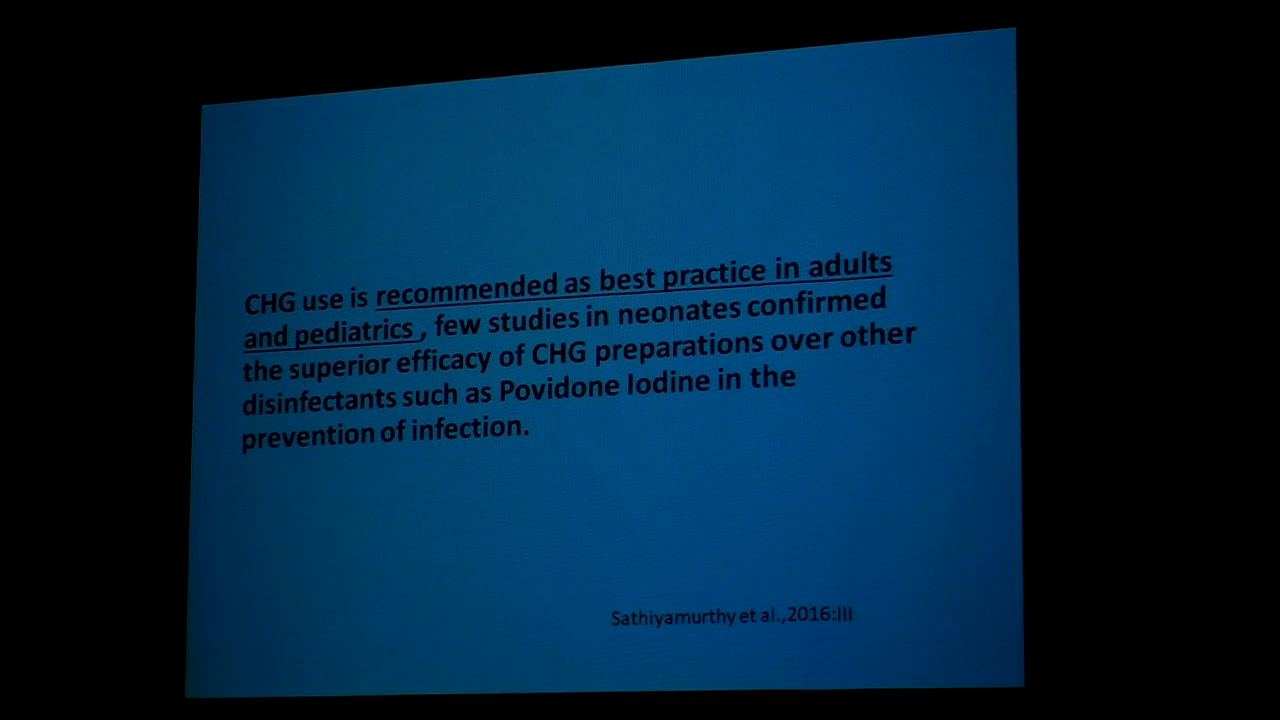 CHG use is recommended as best practice in adults
and pediatrics , few studies in neonates confirmed
the superior efficacy of CHG preparations over other
disinfectants such as Povidone Iodine in the
prevention of infection.
Sathiyamurthy et al.,2016:III